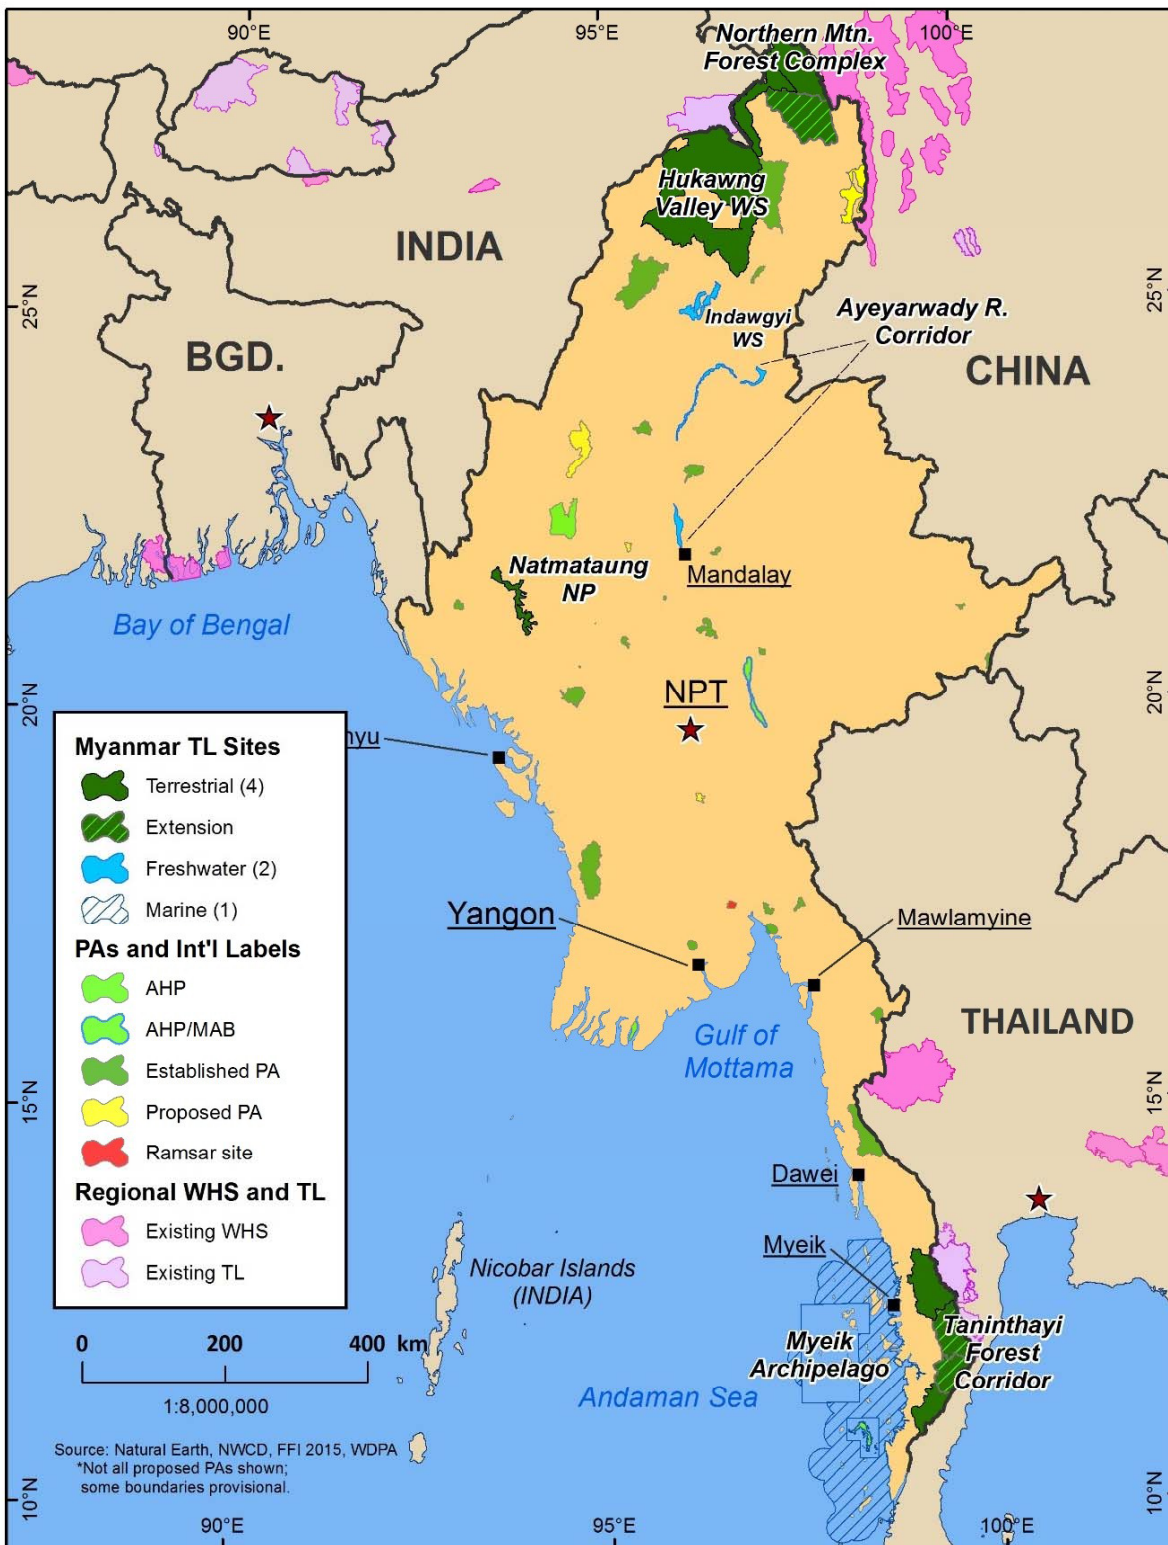 90°E
95°E
100°E
Northern Mtn.
Forest Complex
Hukawng
Valley WS
INDIA
25°N
25°N
Indawgyi
WS
Ayeyarwady R.
Corridor
BGD.
CHINA
Mandalay
Natmataung
NP
Bay of Bengal
20°N
20°N
NPT
nyu
Myanmar TL Sites
Terrestrial (4)
Extension
Freshwater (2)
Marine (1)
PAs and Int'l Labels
AHP
AHP/MAB
Established PA
Proposed PA
Ramsar site
Regional WHS and TL
Existing WHS
Existing TL
Yangon
Mawlamyine
Gulf of
Mottama
THAILAND
15°N
15°N
Dawei
Myeik
Nicobar Islands
(INDIA)
Myeik
Archipelago
Taninthayi
Forest
Corridor
Andaman Sea
0 200 400 km
1:8,000,000
Source: Natural Earth, NWCD, FFI 2015, WDPA
*Not all proposed PAs shown;
some boundaries provisional.
10°N
10°N
90°E
95°E
100°E